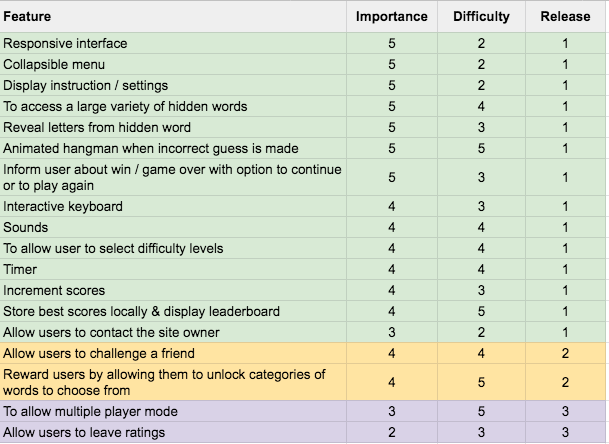 Feature Importance Difficulty Release
Responsive interface 5 2 1
Collapsible menu 5 2 1
Display instruction / settings 5 2 1
To access a large variety of hidden words 5 4 1
Reveal letters from hidden word 5 3 1
Animated hangman when incorrect guess is made 5 5 1
Inform user about win / game over with option to continue
or to play again 5 3 1
Interactive keyboard 4 3 1
Sounds 4 4 1
To allow user to select difficulty levels 4 4 1
Timer 4 4 1
Increment scores 4 3 1
Store best scores locally & display leaderboard 4 5 1
Allow users to contact the site owner 3 2 1
Allow users to challenge a friend 4 4 2
Reward users by allowing them to unlock categories of
words to choose from 4 5 2
To allow multiple player mode 3 5 3
Allow users to leave ratings 2 3 3